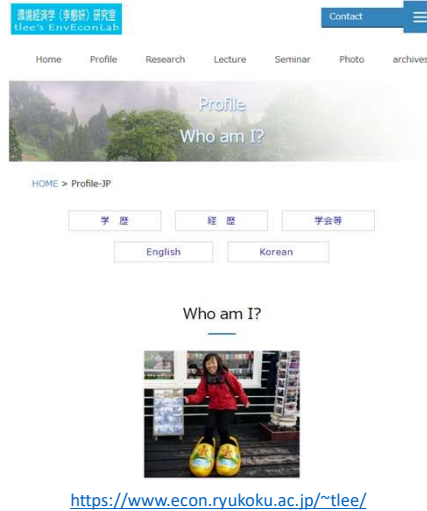 環境経済学（李態妍）研究室
tlee's EnvEconLab
Contact
Home Profile Research Lecture Seminar Photo archives
Profile
Who am I?
HOME > Profile-JP
学 歴 経 歴 学会等
English Korean
Who am I?
https://www.econ.ryukoku.ac.jp/~tlee/